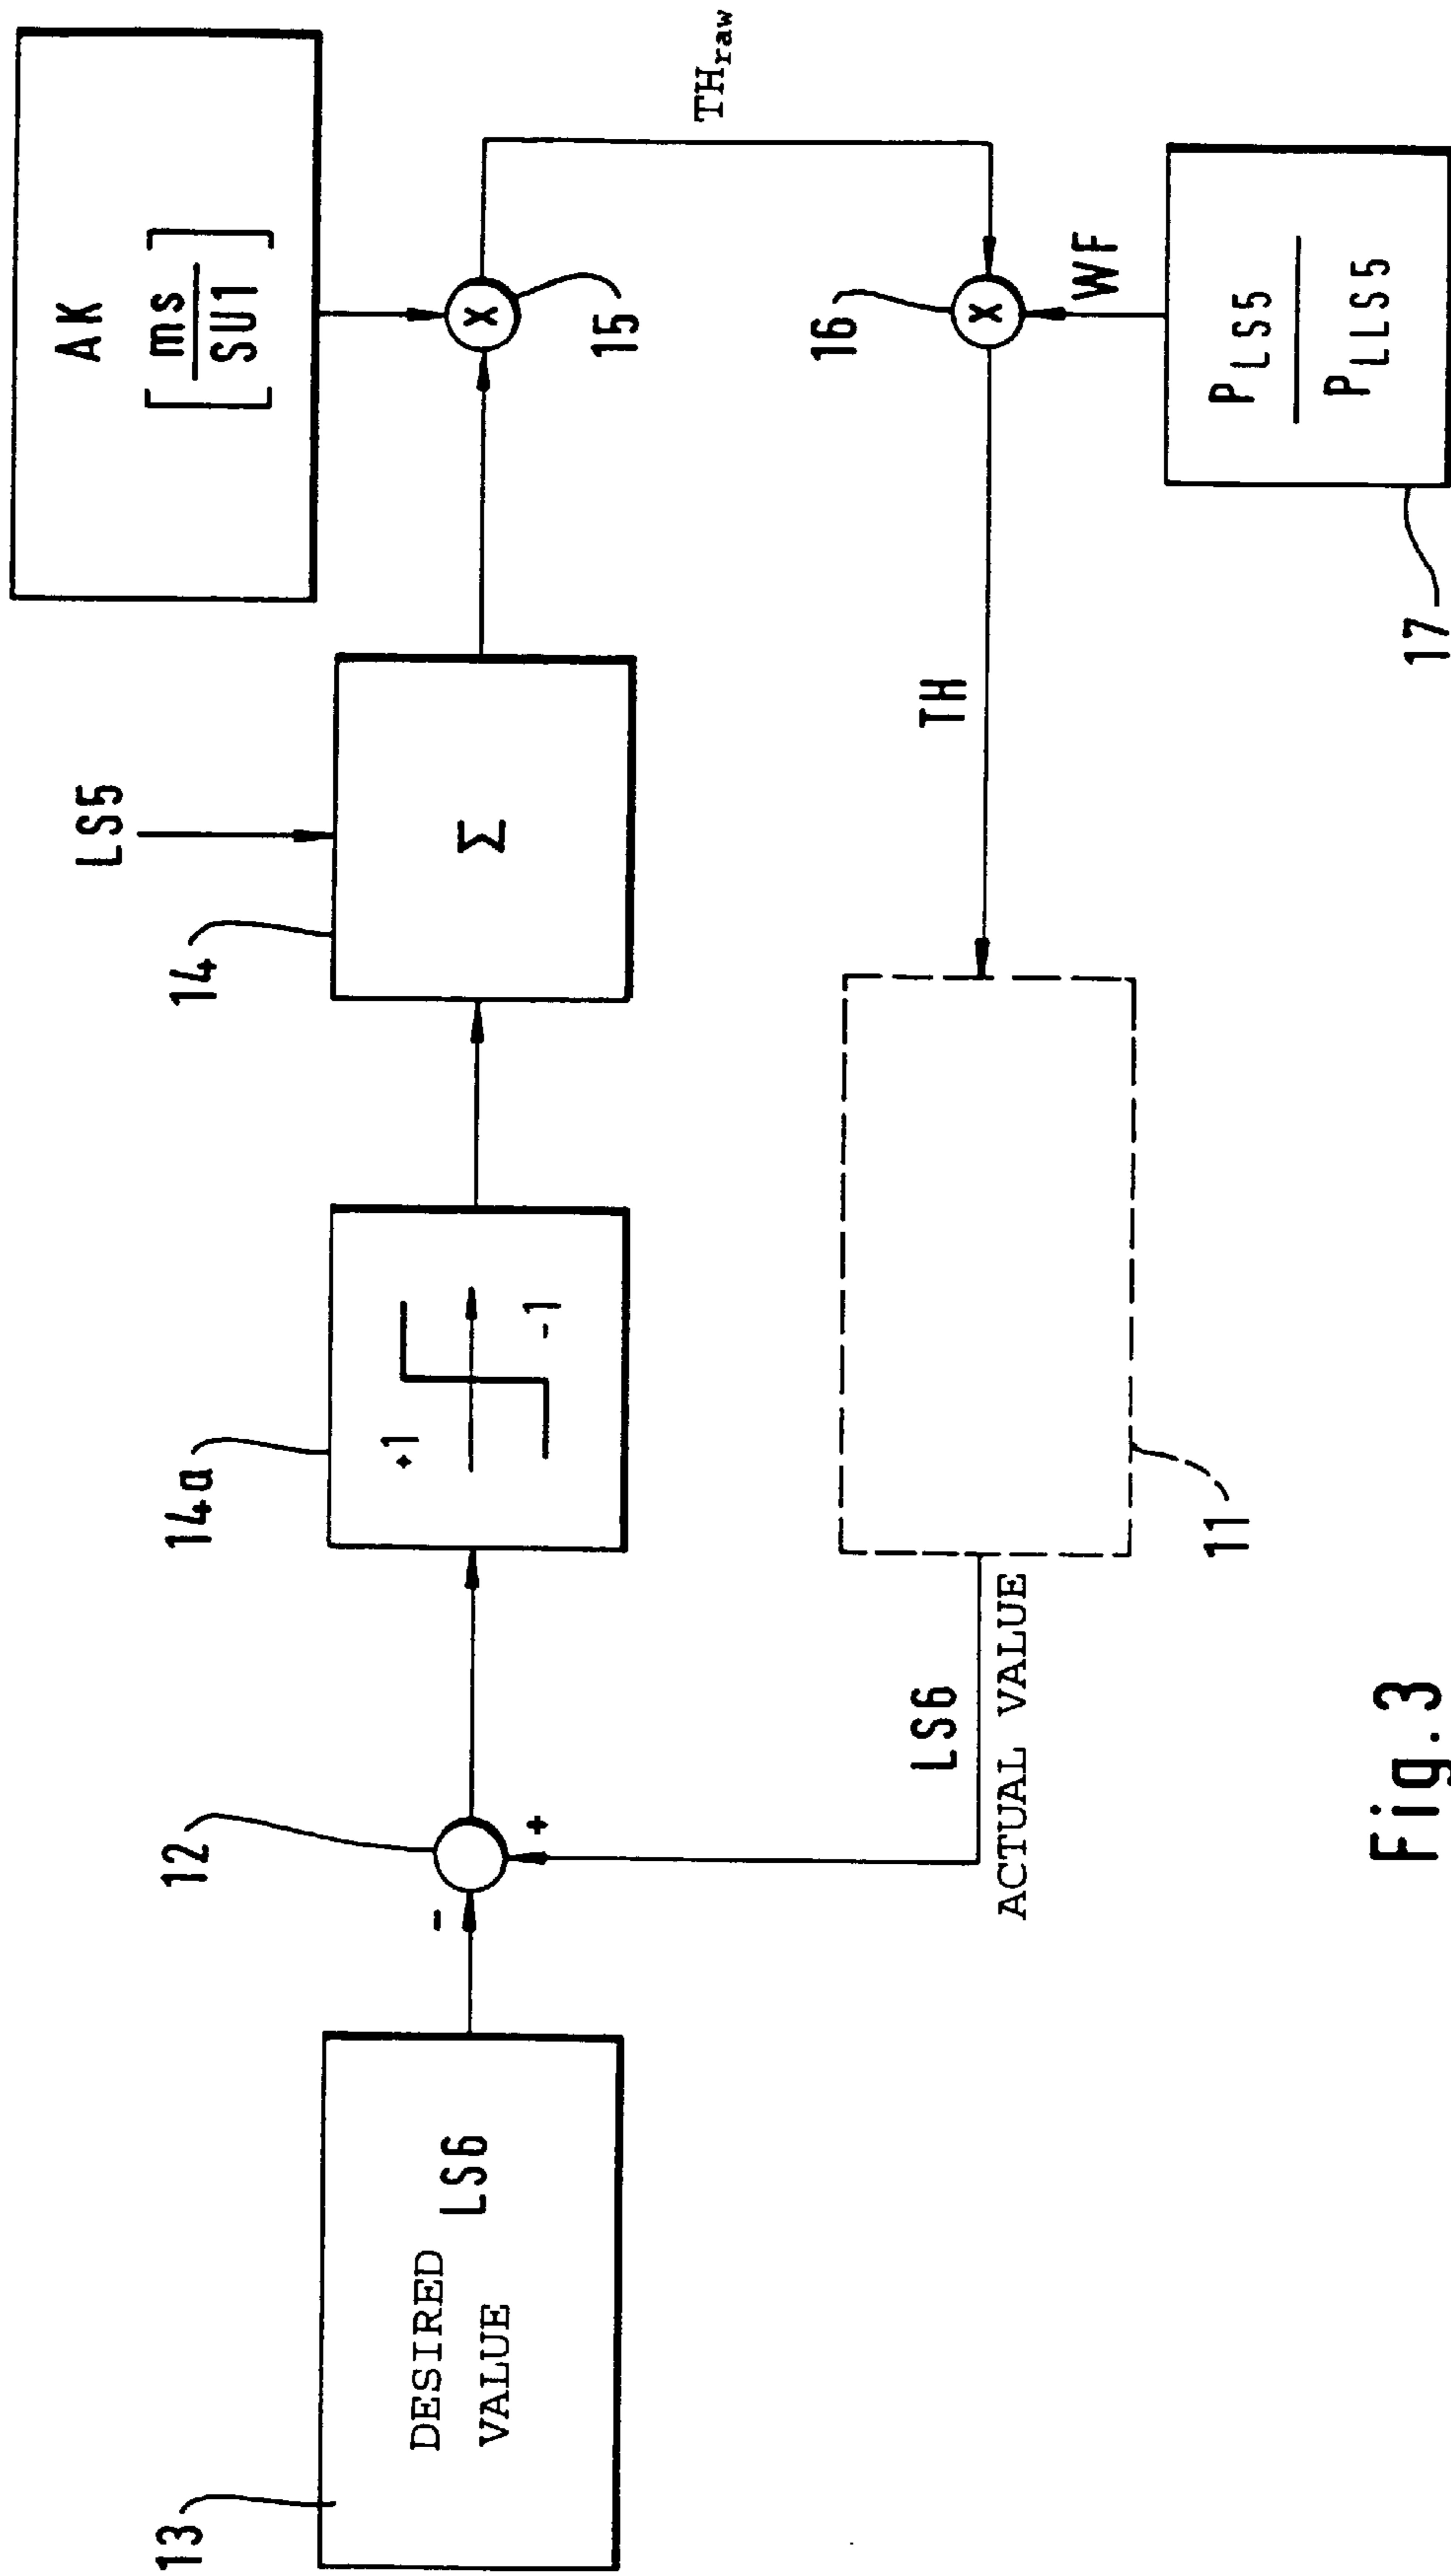 AK
[ ms / SU1 ]
LS5
14
Σ
14a
+1
-1
12
-
+
13
DESIRED
VALUE
LS6
x
15
TH_raw
16
x
WF
P_LS5
P_LLS5
17
TH
11
LS6
ACTUAL VALUE
Fig.3